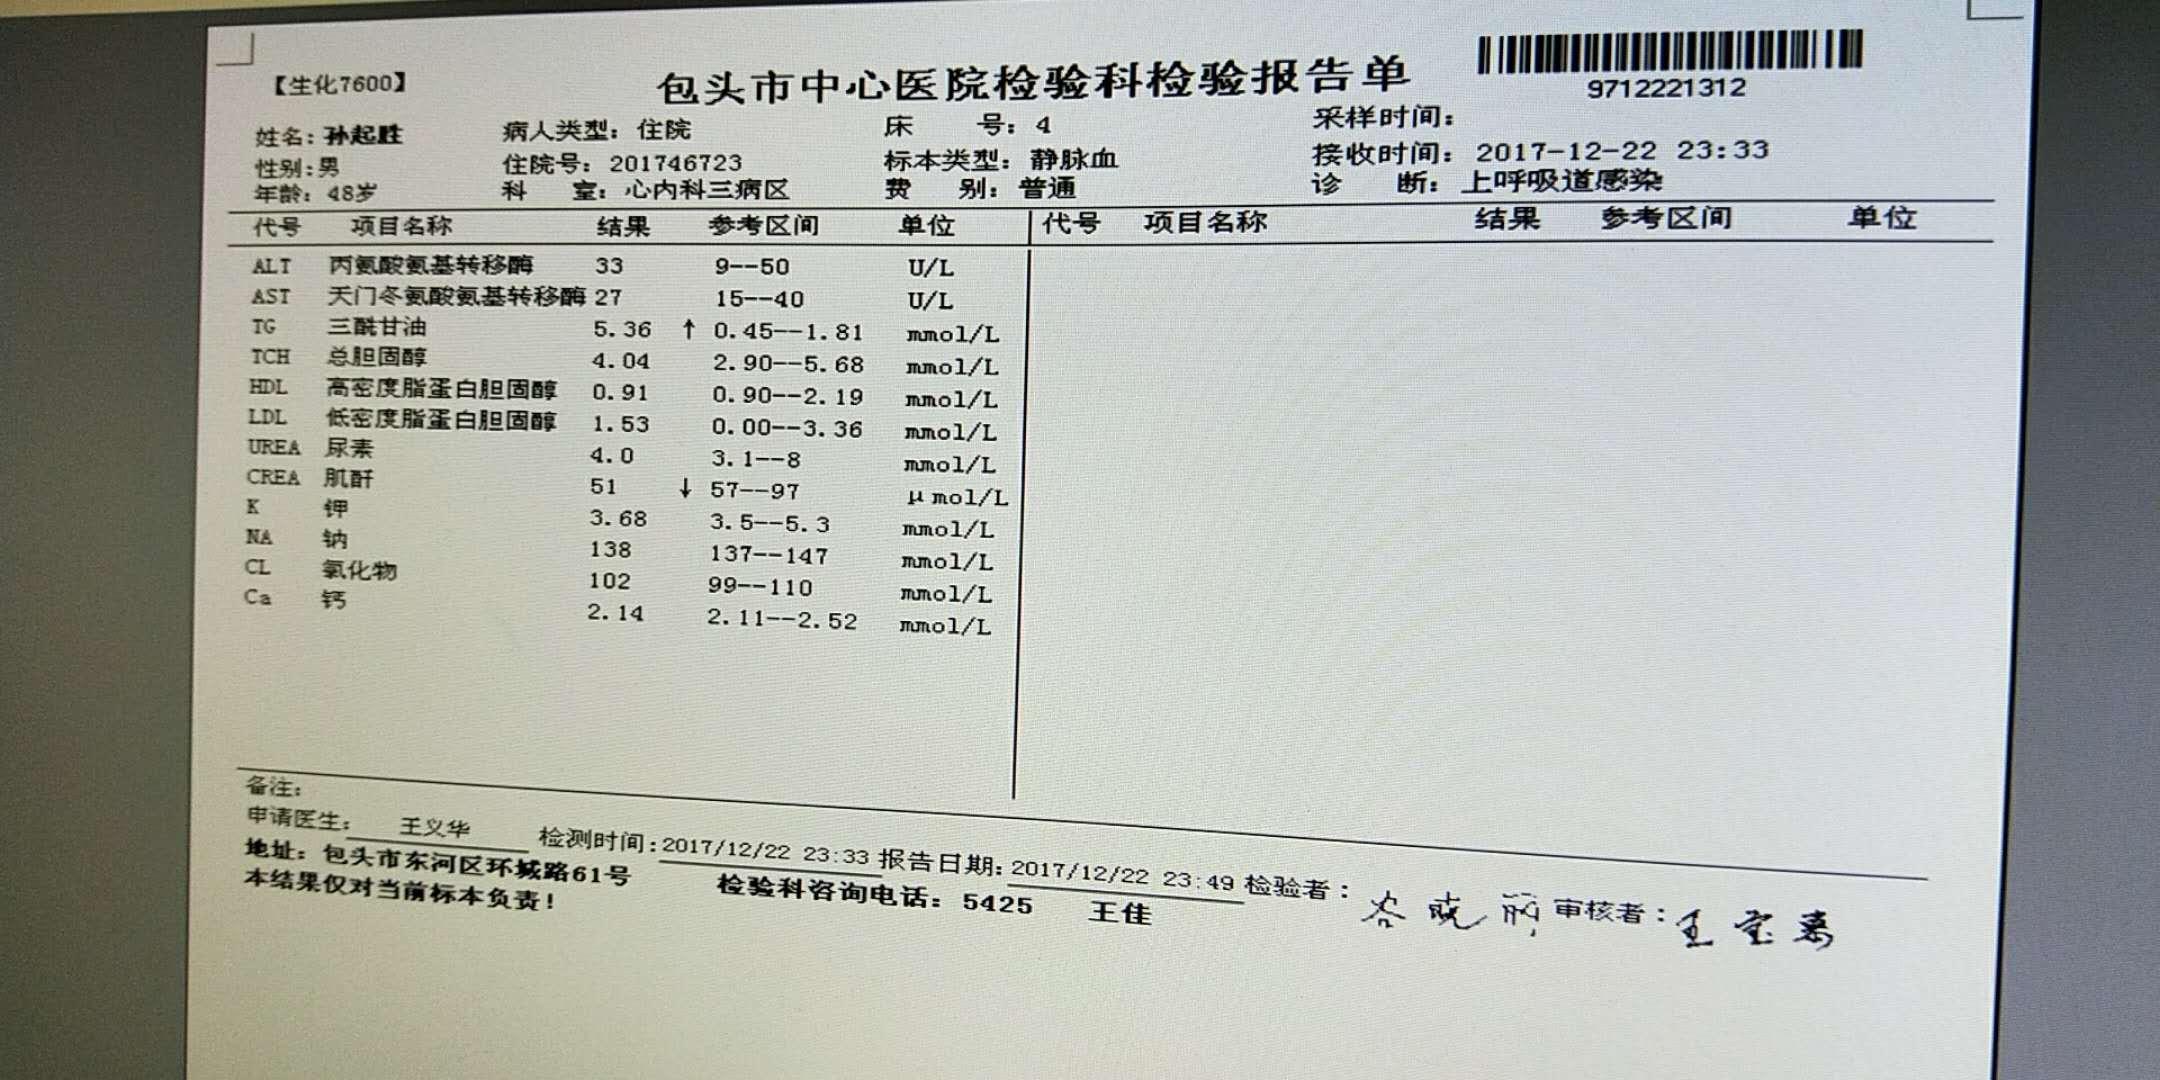 【生化7600】
包头市中心医院检验科检验报告单
9712221312
姓名：孙起胜 病人类型：住院 床 号：4 采样时间：
性别:男 住院号：201746723 标本类型：静脉血 接收时间：2017-12-22 23:33
年龄：48岁 科 室：心内科三病区 费 别：普通 诊 断：上呼吸道感染
代号 项目名称 结果 参考区间 单位 代号 项目名称 结果 参考区间 单位
ALT 丙氨酸氨基转移酶 33 9--50 U/L
AST 天门冬氨酸氨基转移酶 27 15--40 U/L
TG 三酰甘油 5.36 ↑ 0.45--1.81 mmol/L
TCH 总胆固醇 4.04 2.90--5.68 mmol/L
HDL 高密度脂蛋白胆固醇 0.91 0.90--2.19 mmol/L
LDL 低密度脂蛋白胆固醇 1.53 0.00--3.36 mmol/L
UREA 尿素 4.0 3.1--8 mmol/L
CREA 肌酐 51 ↓ 57--97 μmol/L
K 钾 3.68 3.5--5.3 mmol/L
NA 钠 138 137--147 mmol/L
CL 氯化物 102 99--110 mmol/L
Ca 钙 2.14 2.11--2.52 mmol/L
备注：
申请医生： 王义华 检测时间:2017/12/22 23:33 报告日期:2017/12/22 23:49 检验者： 审核者：
地址：包头市东河区环城路61号 检验科咨询电话：5425 王佳
本结果仅对当前标本负责！